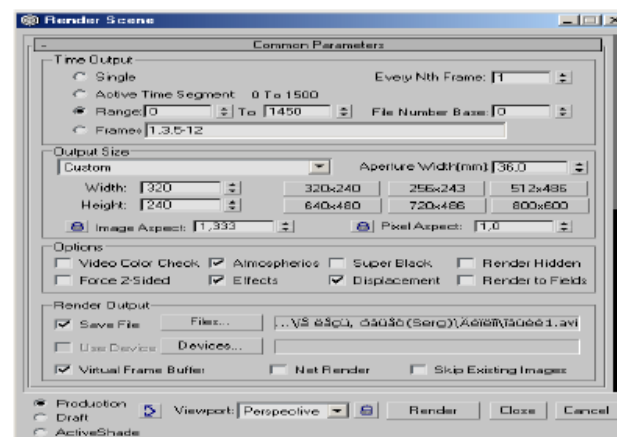 Render Scene
Common Parameters
Time Output
Single
Every Nth Frame: 1
Active Time Segment 0 To 1500
Range: 0 To 1450
File Number Base: 0
Frames 1,3,5-12
Output Size
Custom
Aperture Width(mm): 36,0
Width: 320
320x240 256x243 512x486
Height: 240
640x480 720x486 800x600
Image Aspect: 1,333
Pixel Aspect: 1,0
Options
Video Color Check Atmospherics Super Black Render Hidden
Force 2-Sided Effects Displacement Render to Fields
Render Output
Save File Files...
(Serg)
Use Device Devices...
Virtual Frame Buffer Net Render Skip Existing Images
Production
Draft
ActiveShade
Viewport: Perspective Render Close Cancel